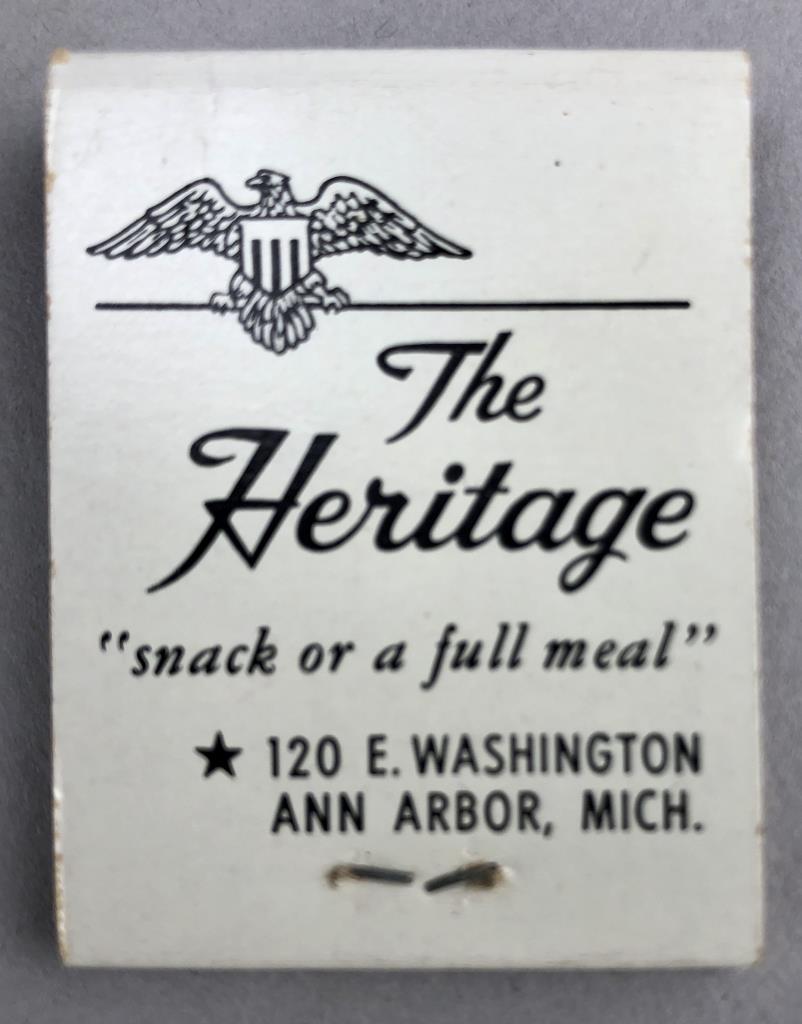 The
Heritage
"snack or a full meal"
★ 120 E. WASHINGTON
ANN ARBOR, MICH.